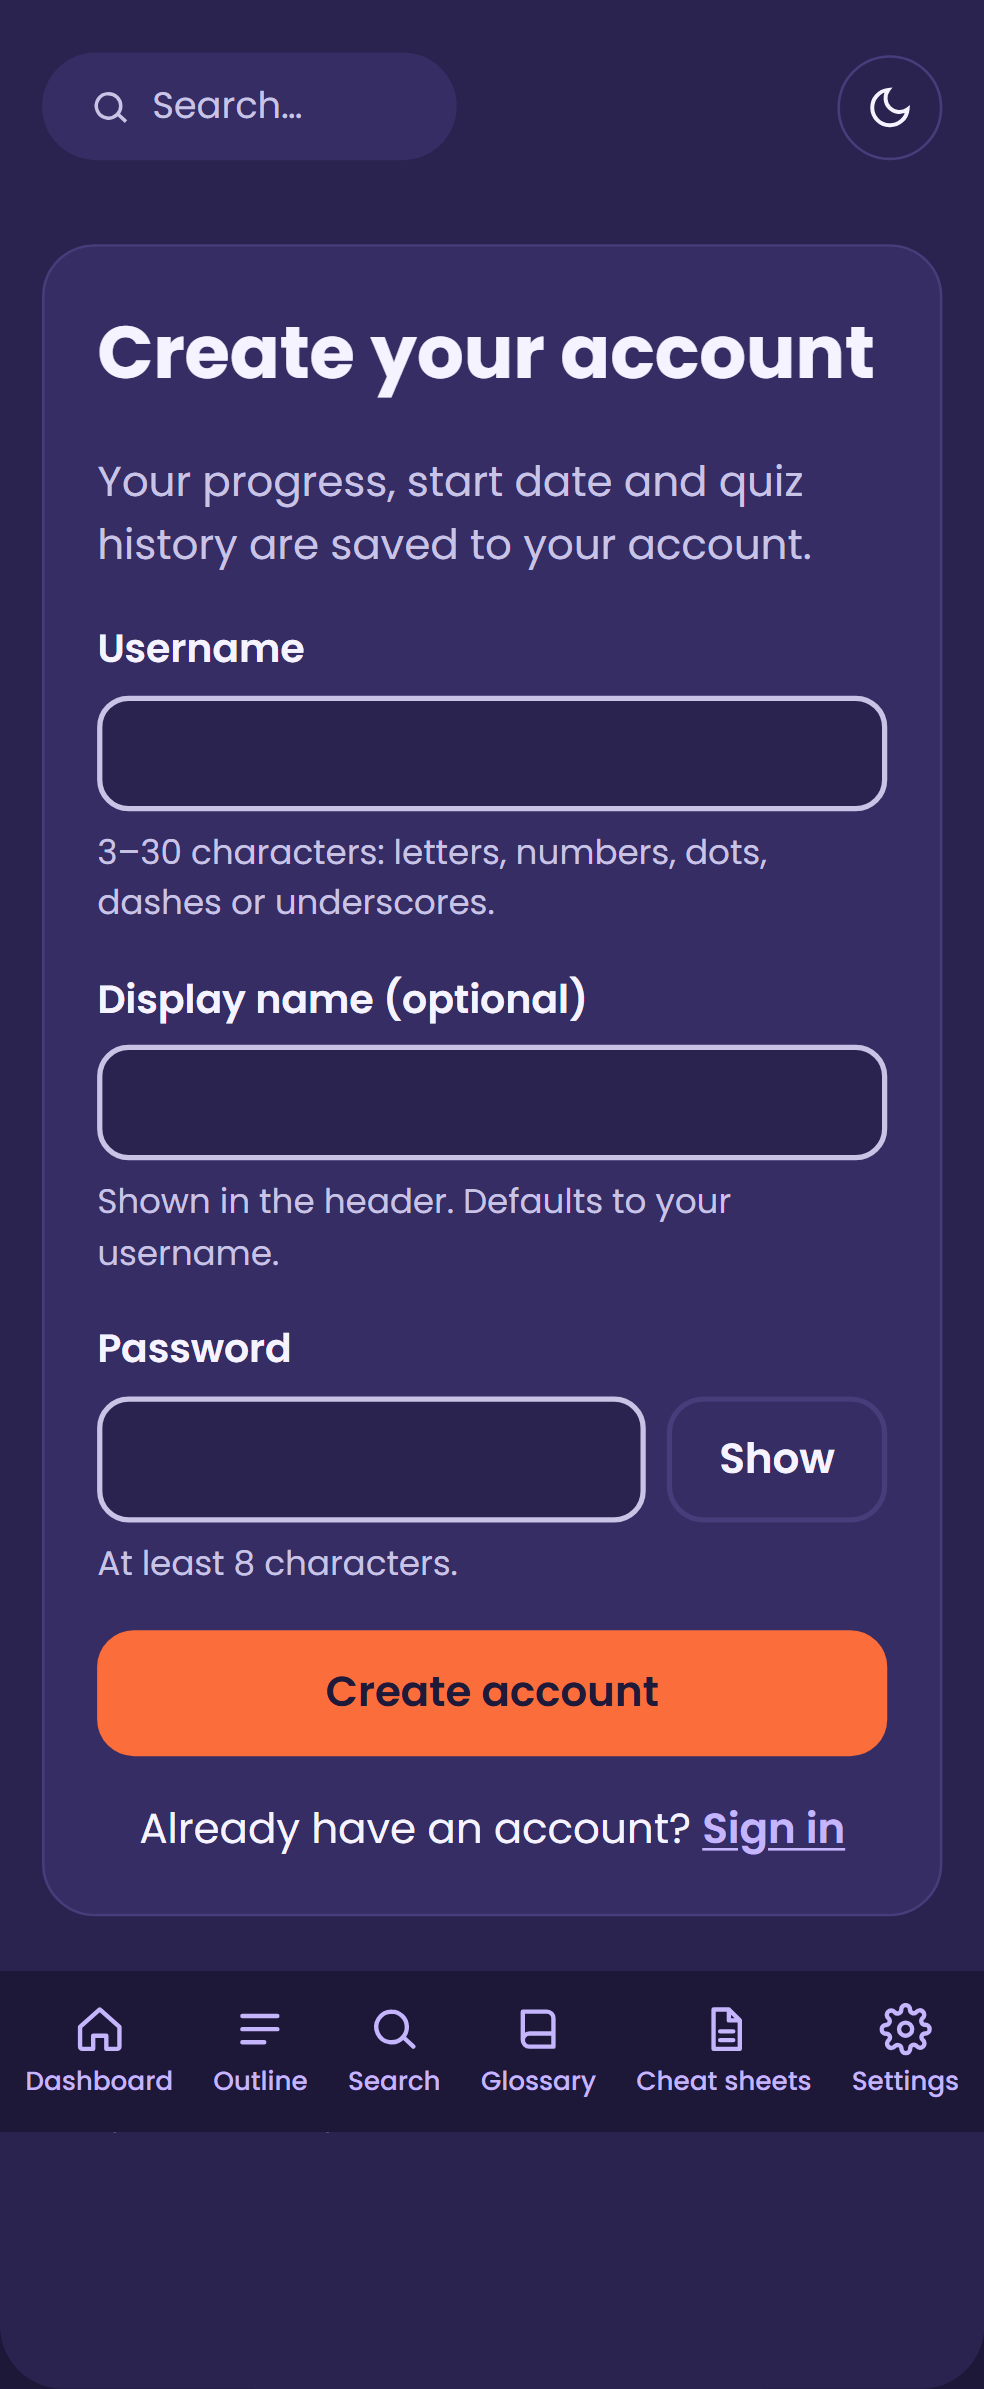 Search...
Create your account
Your progress, start date and quiz
history are saved to your account.
Username
3–30 characters: letters, numbers, dots,
dashes or underscores.
Display name (optional)
Shown in the header. Defaults to your
username.
Password
Show
At least 8 characters.
Create account
Already have an account? Sign in
Dashboard
Outline
Search
Glossary
Cheat sheets
Settings